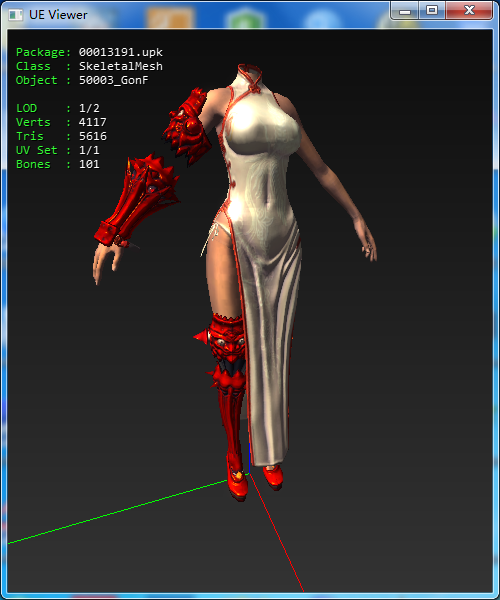 UE Viewer
Package: 00013191.upk
Class : SkeletalMesh
Object : 50003_GonF
LOD : 1/2
Verts : 4117
Tris : 5616
UV Set : 1/1
Bones : 101